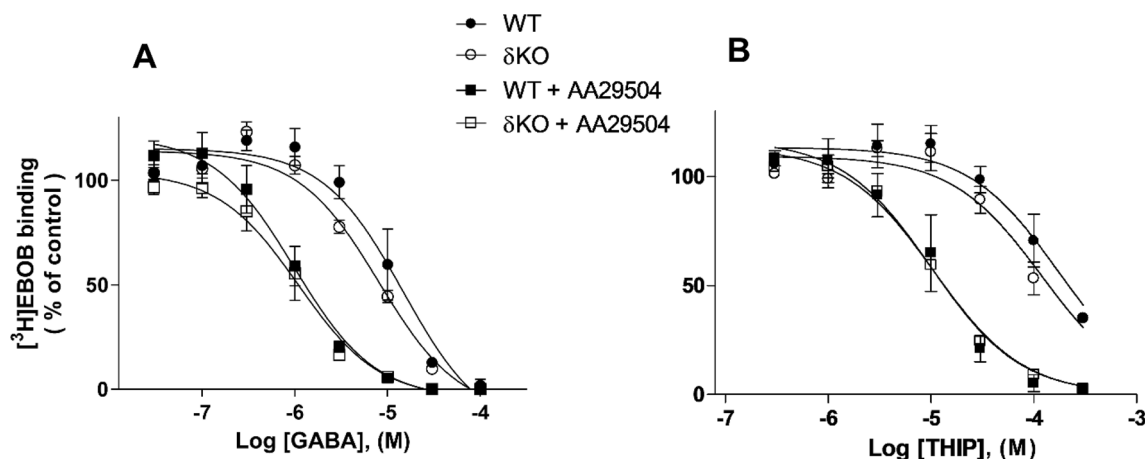 A
WT
δKO
WT + AA29504
δKO + AA29504
B
[³H]EBOB binding
( % of control)
100
50
0
-7
-6
-5
-4
Log [GABA], (M)
100
50
0
-7
-6
-5
-4
-3
Log [THIP], (M)